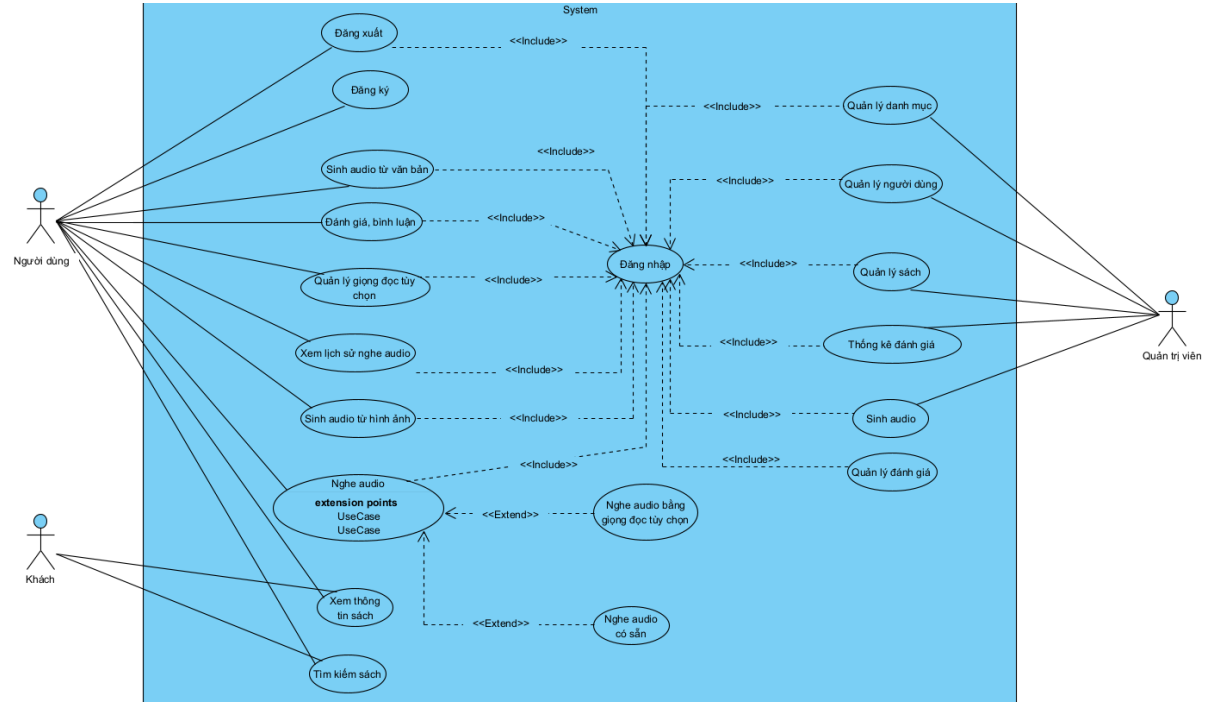 System
Đăng xuất
<<Include>>
Đăng ký
<<Include>>
Quản lý danh mục
<<Include>>
Sinh audio từ văn bản
<<Include>>
Quản lý người dùng
Đánh giá, bình luận
<<Include>>
Người dùng
Đăng nhập
<<Include>>
Quản lý sách
Quản lý giọng đọc tùy
chọn
<<Include>>
Xem lịch sử nghe audio
<<Include>>
<<Include>>
Thống kê đánh giá
Quản trị viên
Sinh audio từ hình ảnh
<<Include>>
<<Include>>
Sinh audio
<<Include>>
<<Include>>
Quản lý đánh giá
Nghe audio
extension points
UseCase
UseCase
<<Extend>>
Nghe audio bằng
giọng đọc tùy chọn
Khách
Xem thông
tin sách
<<Extend>>
Nghe audio
có sẵn
Tìm kiếm sách